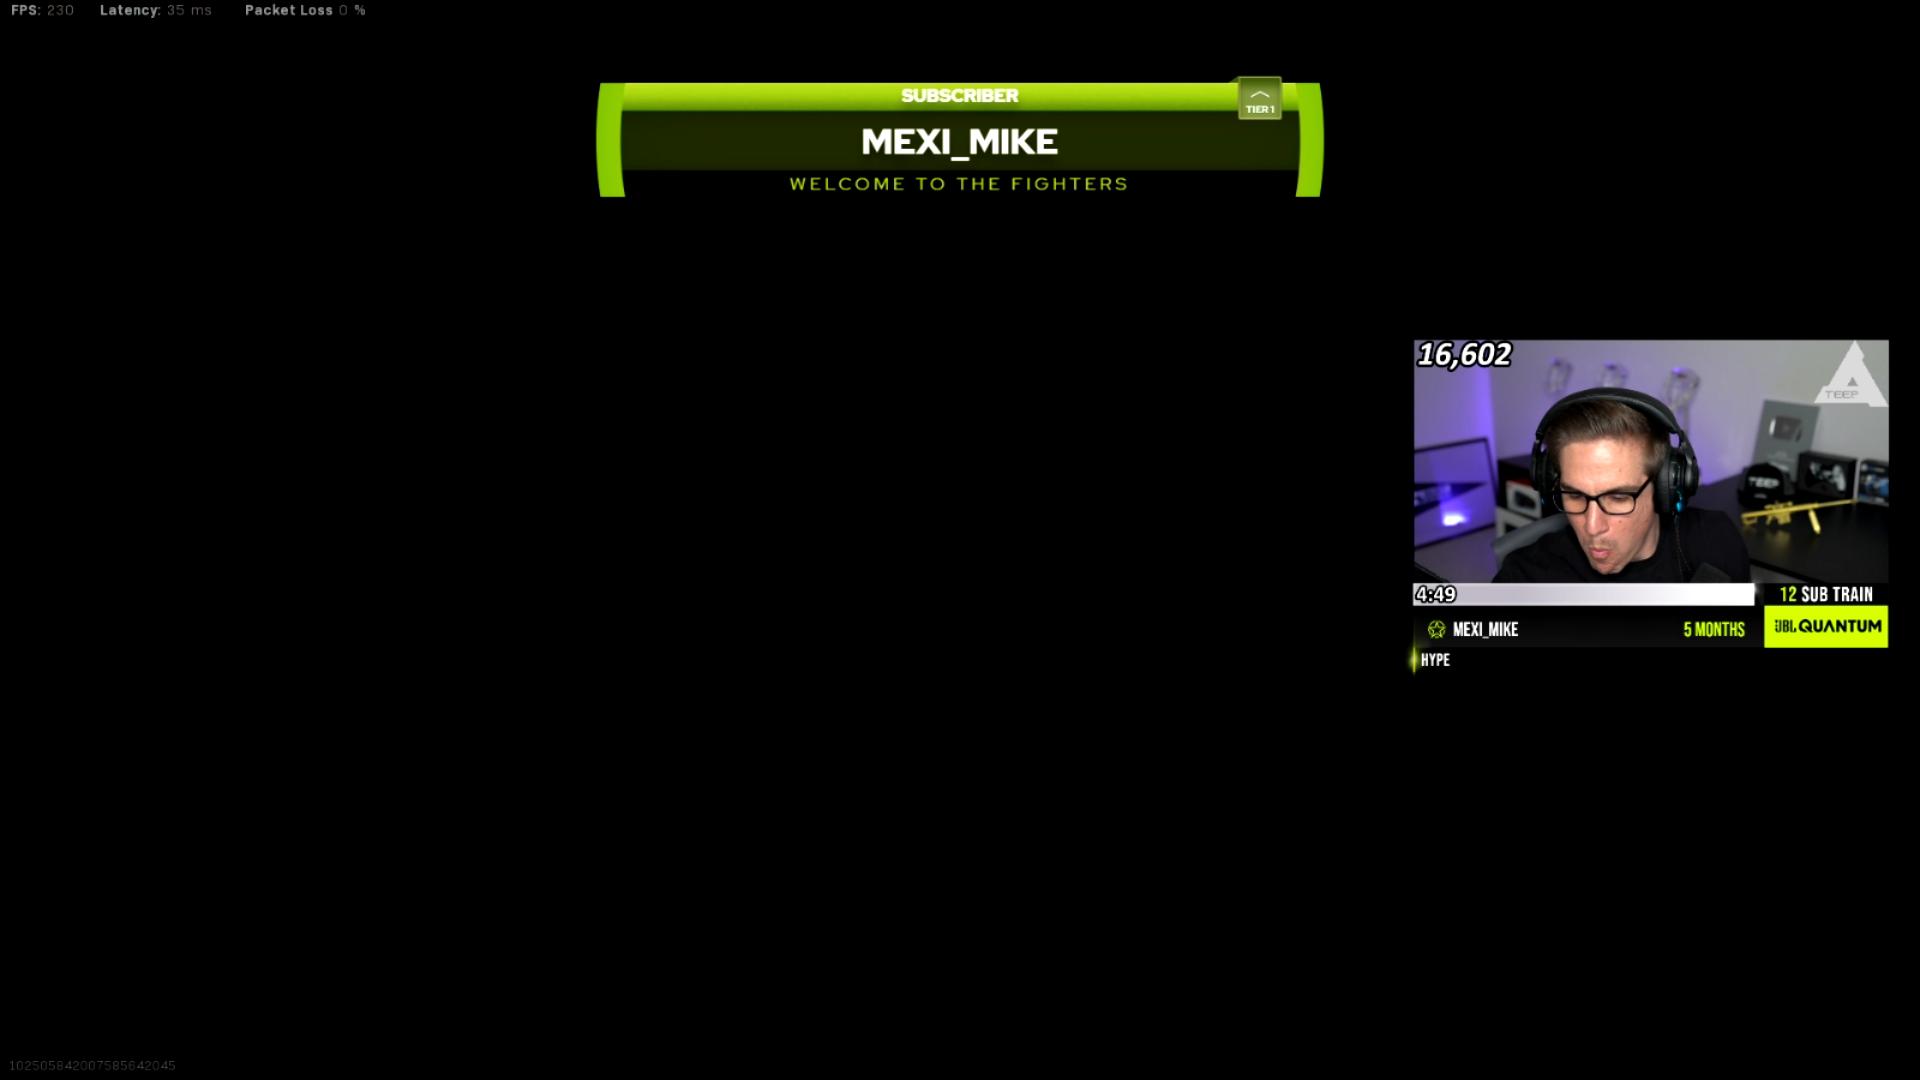 FPS: 230 Latency: 35 ms Packet Loss 0 %
SUBSCRIBER
TIER 1
MEXI_MIKE
WELCOME TO THE FIGHTERS
16,602
TEEP
TEEP
4:49
12 SUB TRAIN
MEXI_MIKE 5 MONTHS
JBL QUANTUM
HYPE
102505842007585642045